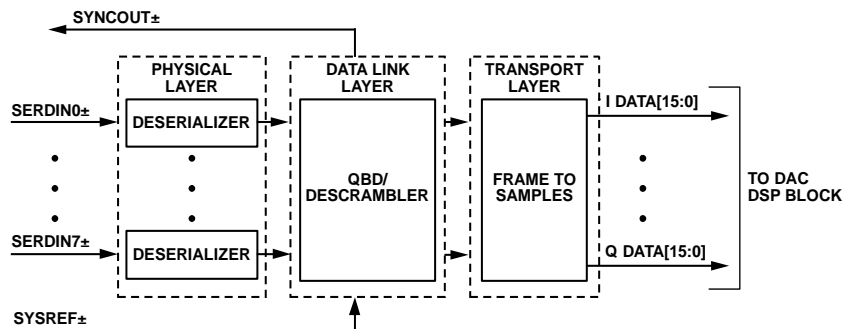 SYNCOUT±
PHYSICAL
LAYER
DATA LINK
LAYER
TRANSPORT
LAYER
SERDIN0±
DESERIALIZER
I DATA[15:0]
QBD/
DESCRAMBLER
FRAME TO
SAMPLES
TO DAC
DSP BLOCK
SERDIN7±
DESERIALIZER
Q DATA[15:0]
SYSREF±